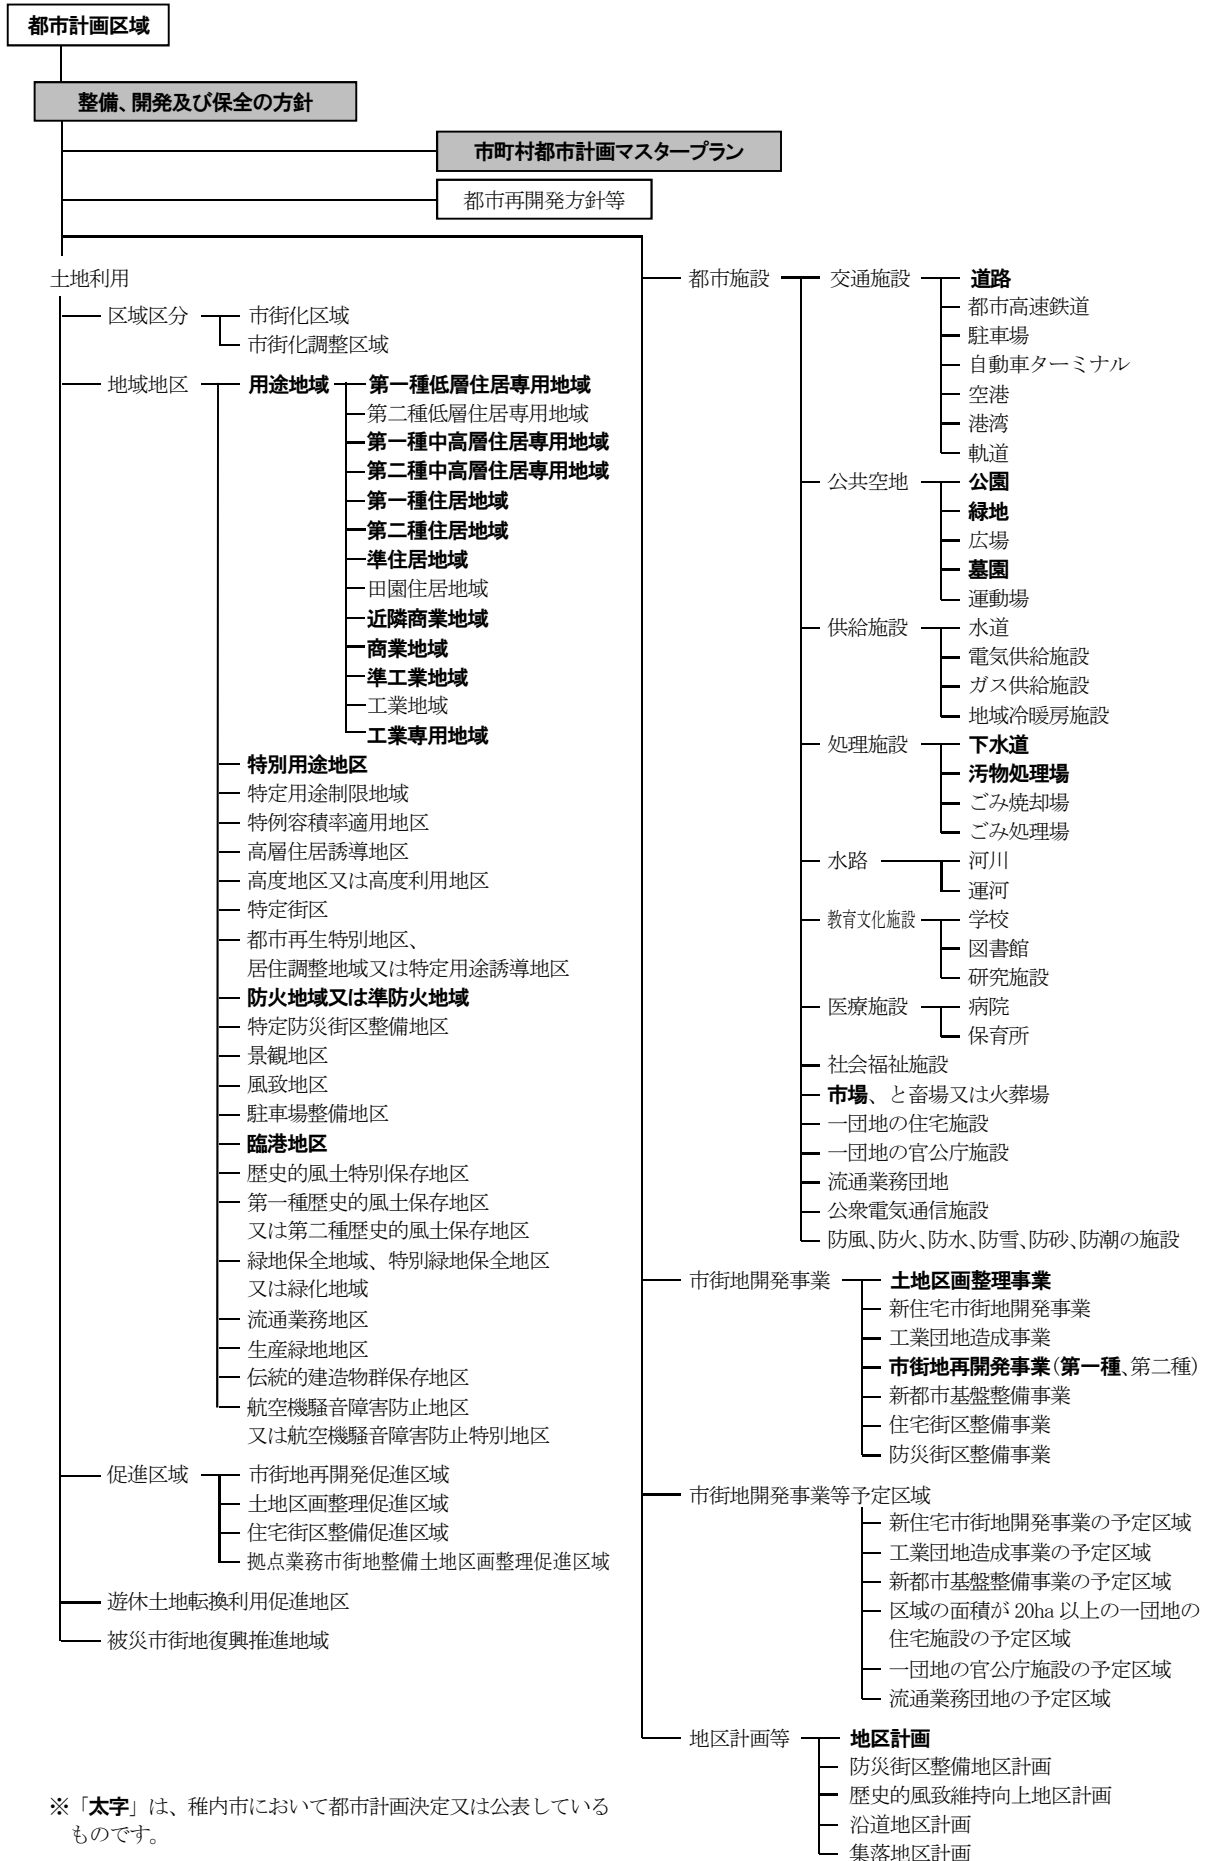 都市計画区域
整備、開発及び保全の方針
市町村都市計画マスタープラン
都市再開発方針等
土地利用
区域区分
市街化区域
市街化調整区域
地域地区
用途地域
第一種低層住居専用地域
第二種低層住居専用地域
第一種中高層住居専用地域
第二種中高層住居専用地域
第一種住居地域
第二種住居地域
準住居地域
田園住居地域
近隣商業地域
商業地域
準工業地域
工業地域
工業専用地域
特別用途地区
特定用途制限地域
特例容積率適用地区
高層住居誘導地区
高度地区又は高度利用地区
特定街区
都市再生特別地区、
居住調整地域又は特定用途誘導地区
防火地域又は準防火地域
特定防災街区整備地区
景観地区
風致地区
駐車場整備地区
臨港地区
歴史的風土特別保存地区
第一種歴史的風土保存地区
又は第二種歴史的風土保存地区
緑地保全地域、特別緑地保全地区
又は緑化地域
流通業務地区
生産緑地地区
伝統的建造物群保存地区
航空機騒音障害防止地区
又は航空機騒音障害防止特別地区
促進区域
市街地再開発促進区域
土地区画整理促進区域
住宅街区整備促進区域
拠点業務市街地整備土地区画整理促進区域
遊休土地転換利用促進地区
被災市街地復興推進地域
都市施設
交通施設
道路
都市高速鉄道
駐車場
自動車ターミナル
空港
港湾
軌道
公共空地
公園
緑地
広場
墓園
運動場
供給施設
水道
電気供給施設
ガス供給施設
地域冷暖房施設
処理施設
下水道
汚物処理場
ごみ焼却場
ごみ処理場
水路
河川
運河
教育文化施設
学校
図書館
研究施設
医療施設
病院
保育所
社会福祉施設
市場、と畜場又は火葬場
一団地の住宅施設
一団地の官公庁施設
流通業務団地
公衆電気通信施設
防風、防火、防水、防雪、防砂、防潮の施設
市街地開発事業
土地区画整理事業
新住宅市街地開発事業
工業団地造成事業
市街地再開発事業(第一種、第二種)
新都市基盤整備事業
住宅街区整備事業
防災街区整備事業
市街地開発事業等予定区域
新住宅市街地開発事業の予定区域
工業団地造成事業の予定区域
新都市基盤整備事業の予定区域
区域の面積が 20ha 以上の一団地の
住宅施設の予定区域
一団地の官公庁施設の予定区域
流通業務団地の予定区域
地区計画等
地区計画
防災街区整備地区計画
歴史的風致維持向上地区計画
沿道地区計画
集落地区計画
※「太字」は、稚内市において都市計画決定又は公表している
ものです。